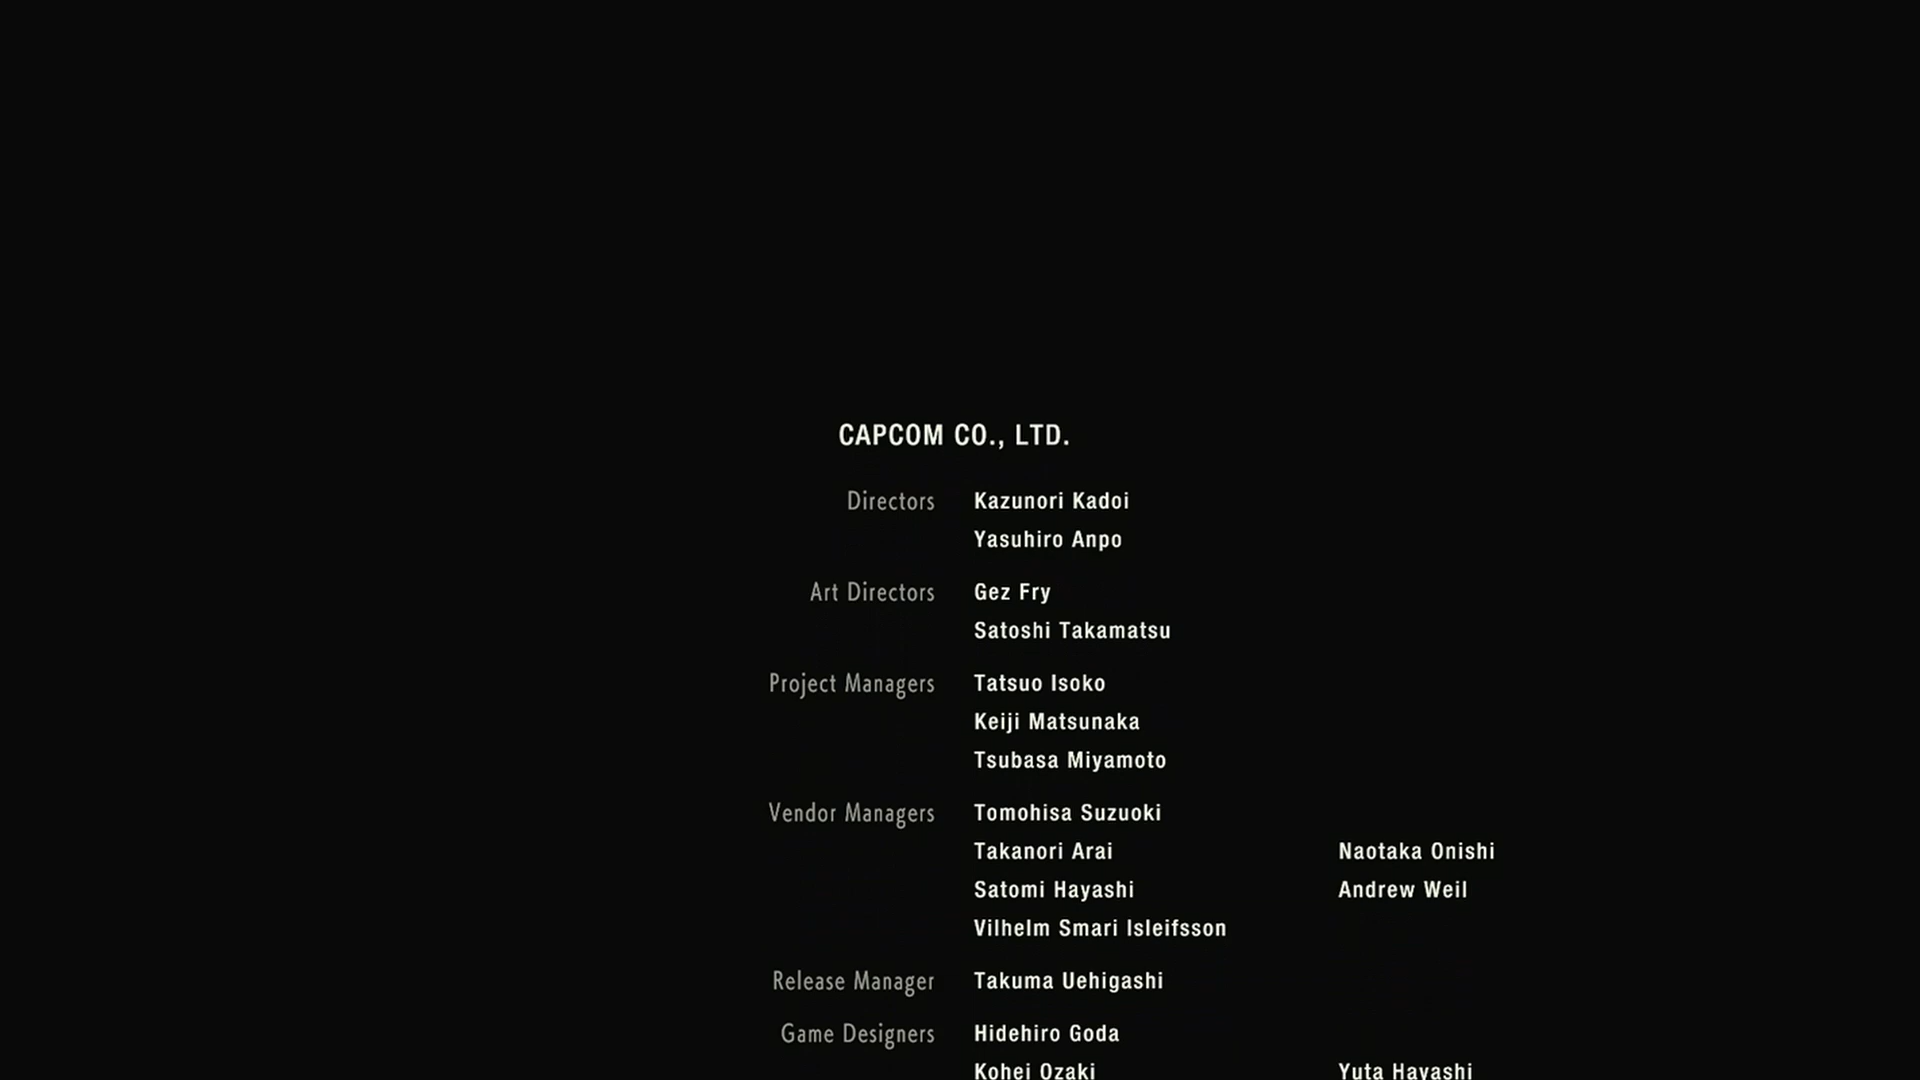 CAPCOM CO., LTD.
Directors Kazunori Kadoi
Yasuhiro Anpo
Art Directors Gez Fry
Satoshi Takamatsu
Project Managers Tatsuo Isoko
Keiji Matsunaka
Tsubasa Miyamoto
Vendor Managers Tomohisa Suzuoki
Takanori Arai Naotaka Onishi
Satomi Hayashi Andrew Weil
Vilhelm Smari Isleifsson
Release Manager Takuma Uehigashi
Game Designers Hidehiro Goda
Kohei Ozaki Yuta Hayashi